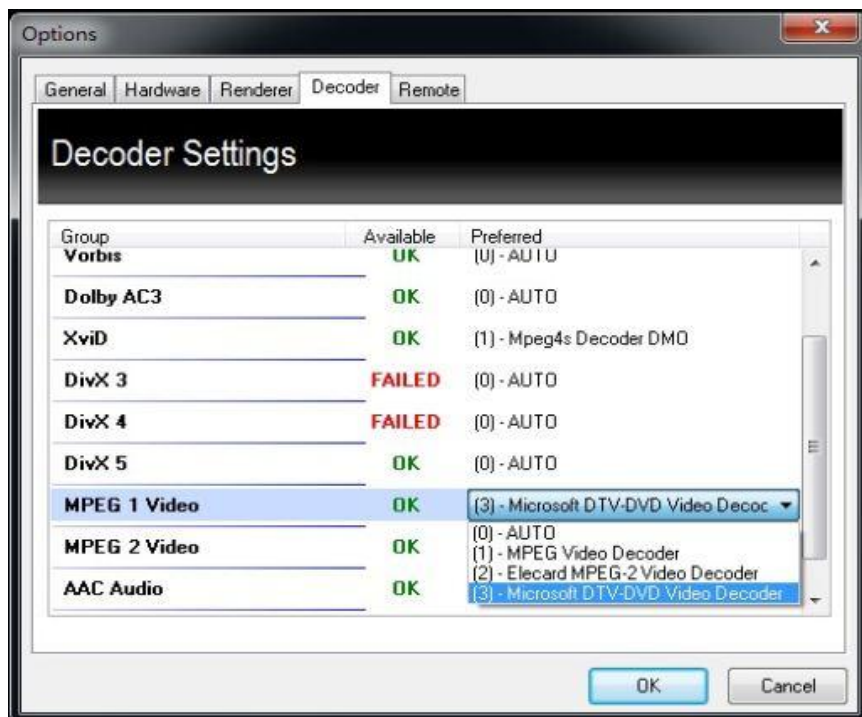 Options
General Hardware Renderer Decoder Remote
Decoder Settings
Group Available Preferred
Vorbis OK (0) - AUTO
Dolby AC3 OK (0) - AUTO
XviD OK (1) - Mpeg4s Decoder DMO
DivX 3 FAILED (0) - AUTO
DivX 4 FAILED (0) - AUTO
DivX 5 OK (0) - AUTO
MPEG 1 Video OK (3) - Microsoft DTV-DVD Video Decoc
(0) - AUTO
(1) - MPEG Video Decoder
MPEG 2 Video OK
(2) - Elecard MPEG-2 Video Decoder
(3) - Microsoft DTV-DVD Video Decoder
AAC Audio OK
OK Cancel